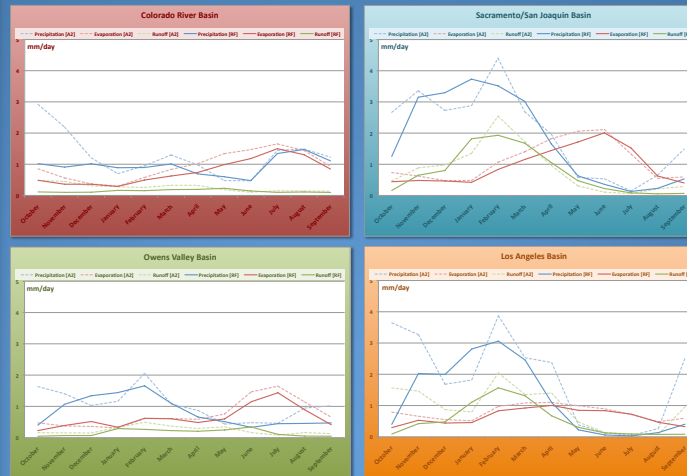 Colorado River Basin
Precipitation [A2] Evaporation [A2] Runoff [A2] Precipitation [RF] Evaporation [RF] Runoff [RF]
5
mm/day
4
3
2
1
0
October November December January February March April May June July August September
Sacramento/San Joaquin Basin
Precipitation [A2] Evaporation [A2] Runoff [A2] Precipitation [RF] Evaporation [RF] Runoff [RF]
5
mm/day
4
3
2
1
0
October November December January February March April May June July August September
Owens Valley Basin
Precipitation [A2] Evaporation [A2] Runoff [A2] Precipitation [RF] Evaporation [RF] Runoff [RF]
5
mm/day
4
3
2
1
0
October November December January February March April May June July August September
Los Angeles Basin
Precipitation [A2] Evaporation [A2] Runoff [A2] Precipitation [RF] Evaporation [RF] Runoff [RF]
5
mm/day
4
3
2
1
0
October November December January February March April May June July August September